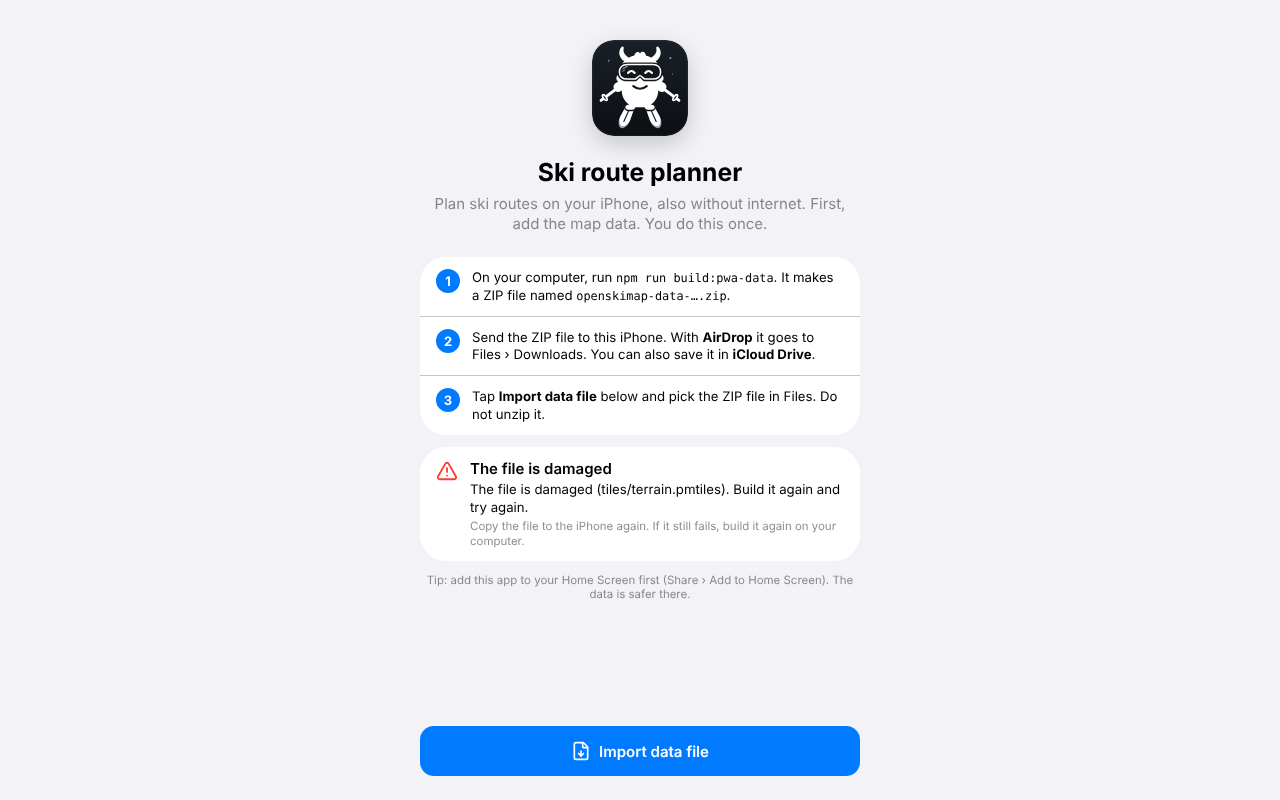 Ski route planner
Plan ski routes on your iPhone, also without internet. First,
add the map data. You do this once.
1
On your computer, run npm run build:pwa-data. It makes
a ZIP file named openskimap-data-….zip.
2
Send the ZIP file to this iPhone. With AirDrop it goes to
Files › Downloads. You can also save it in iCloud Drive.
3
Tap Import data file below and pick the ZIP file in Files. Do
not unzip it.
The file is damaged
The file is damaged (tiles/terrain.pmtiles). Build it again and
try again.
Copy the file to the iPhone again. If it still fails, build it again on your
computer.
Tip: add this app to your Home Screen first (Share › Add to Home Screen). The
data is safer there.
Import data file